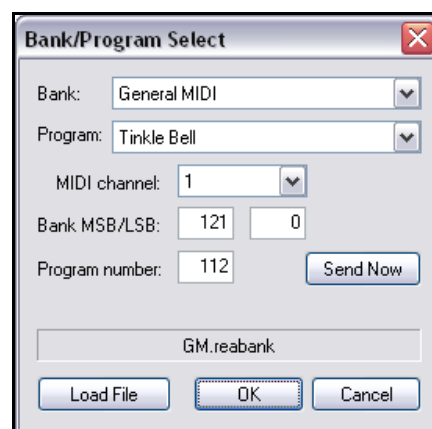 Bank/Program Select
Bank: General MIDI
Program: Tinkle Bell
MIDI channel: 1
Bank MSB/LSB: 121 0
Program number: 112 Send Now
GM.reabank
Load File OK Cancel